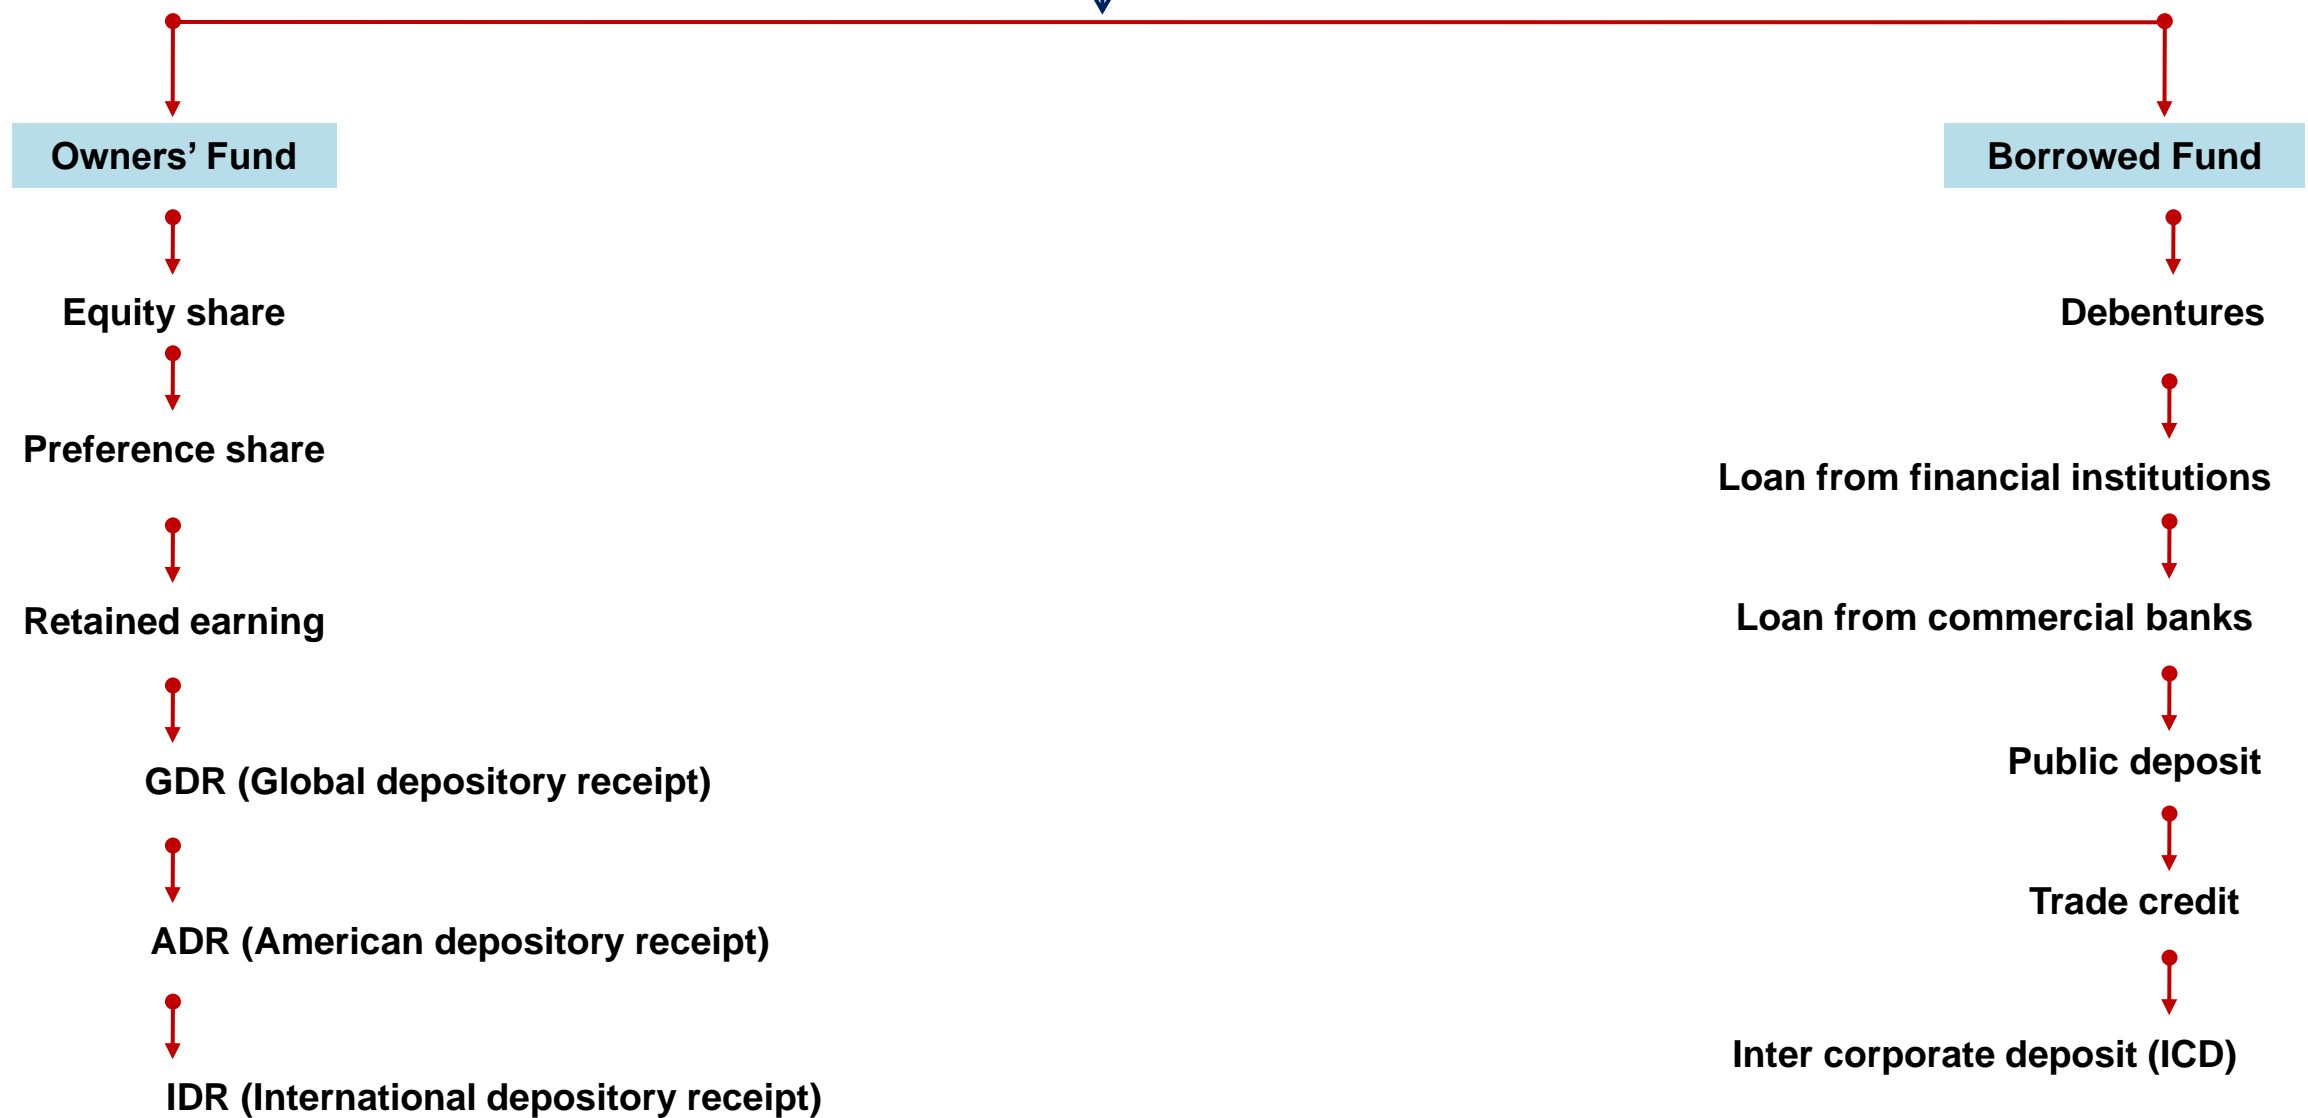 Owners’ Fund
Equity share
Preference share
Retained earning
GDR (Global depository receipt)
ADR (American depository receipt)
IDR (International depository receipt)
Borrowed Fund
Debentures
Loan from financial institutions
Loan from commercial banks
Public deposit
Trade credit
Inter corporate deposit (ICD)